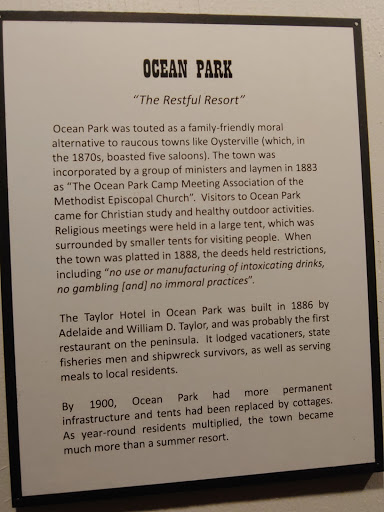 OCEAN PARK
“The Restful Resort”
Ocean Park was touted as a family-friendly moral
alternative to raucous towns like Oysterville (which, in
the 1870s, boasted five saloons). The town was
incorporated by a group of ministers and laymen in 1883
as “The Ocean Park Camp Meeting Association of the
Methodist Episcopal Church”. Visitors to Ocean Park
came for Christian study and healthy outdoor activities.
Religious meetings were held in a large tent, which was
surrounded by smaller tents for visiting people. When
the town was platted in 1888, the deeds held restrictions,
including “no use or manufacturing of intoxicating drinks,
no gambling [and] no immoral practices”.
The Taylor Hotel in Ocean Park was built in 1886 by
Adelaide and William D. Taylor, and was probably the first
restaurant on the peninsula. It lodged vacationers, state
fisheries men and shipwreck survivors, as well as serving
meals to local residents.
By 1900, Ocean Park had more permanent
infrastructure and tents had been replaced by cottages.
As year-round residents multiplied, the town became
much more than a summer resort.